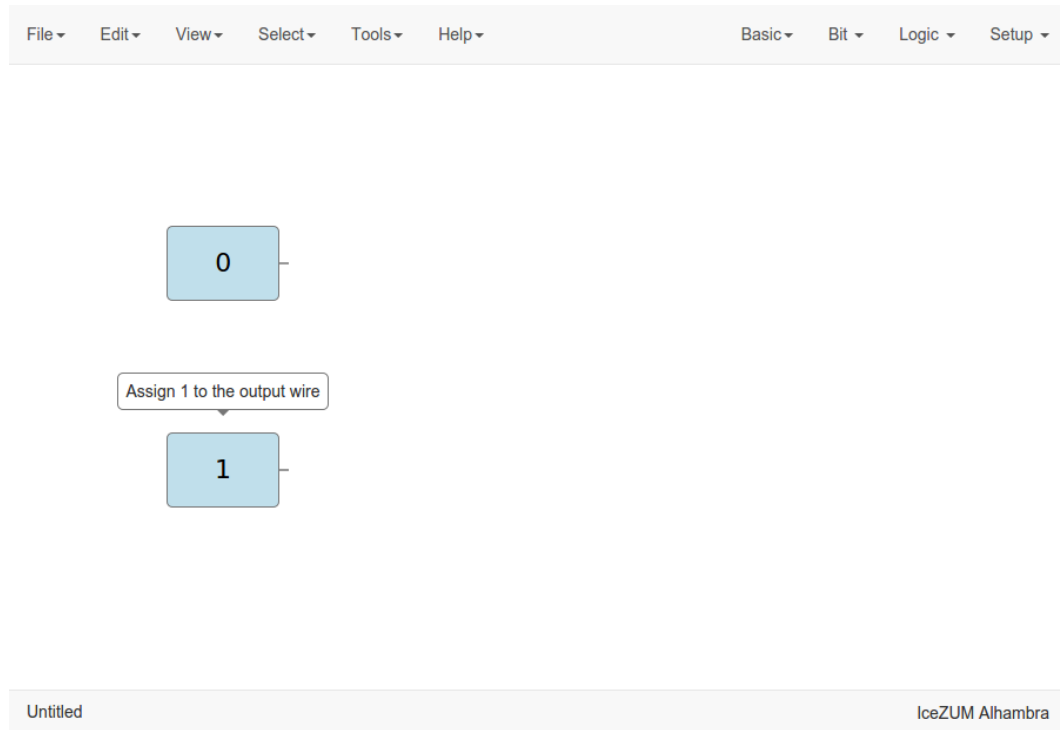 File Edit View Select Tools Help Basic Bit Logic Setup
0
Assign 1 to the output wire
1
Untitled IceZUM Alhambra